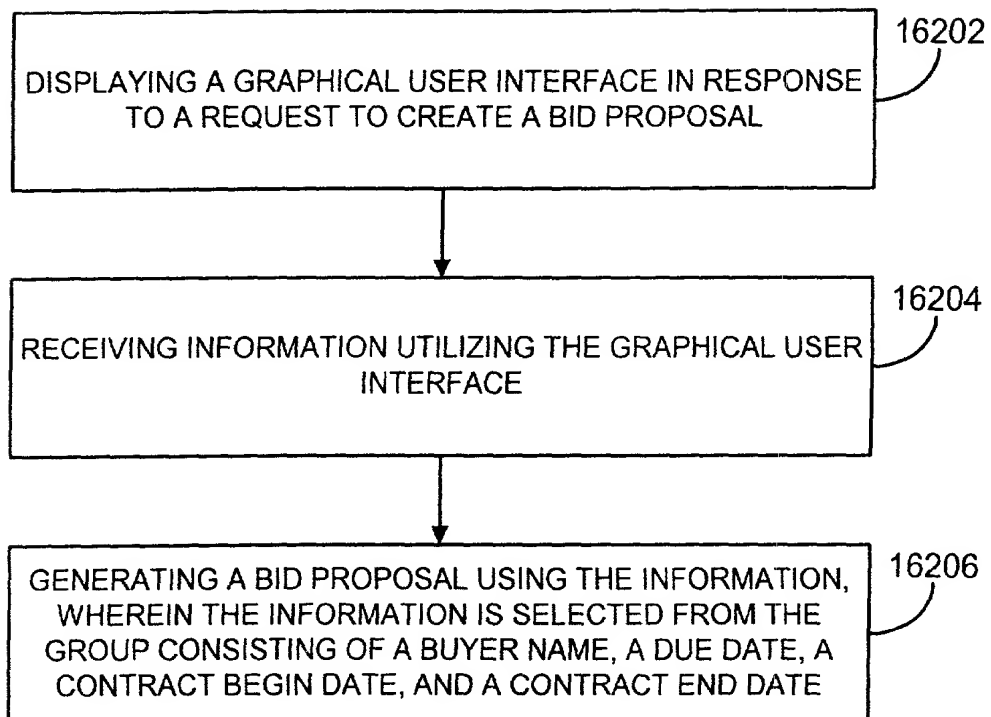 16202
DISPLAYING A GRAPHICAL USER INTERFACE IN RESPONSE
TO A REQUEST TO CREATE A BID PROPOSAL
16204
RECEIVING INFORMATION UTILIZING THE GRAPHICAL USER
INTERFACE
16206
GENERATING A BID PROPOSAL USING THE INFORMATION,
WHEREIN THE INFORMATION IS SELECTED FROM THE
GROUP CONSISTING OF A BUYER NAME, A DUE DATE, A
CONTRACT BEGIN DATE, AND A CONTRACT END DATE